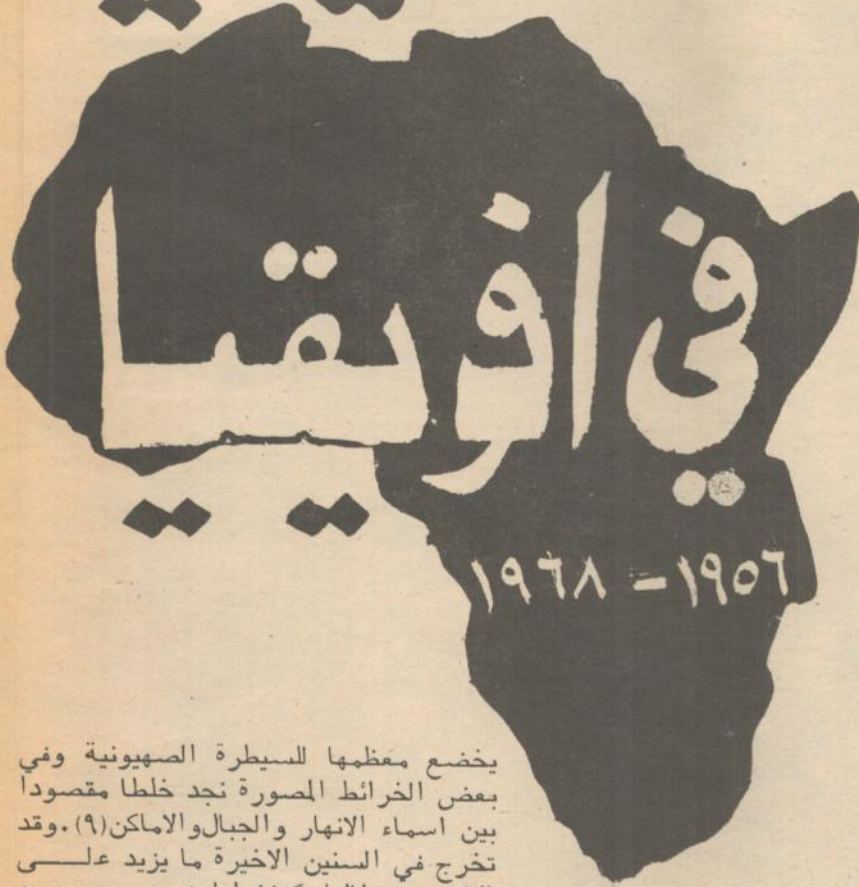 في افريقيا
١٩٥٦ - ١٩٦٨
يخضع معظمها للسيطرة الصهيونية وفي
بعض الخرائط المصورة نجد خلطا مقصودا
بين اسماء الانهار والجبال والاماكن (٩) . وقد
تخرج في السنين الاخيرة ما يزيد علــــى